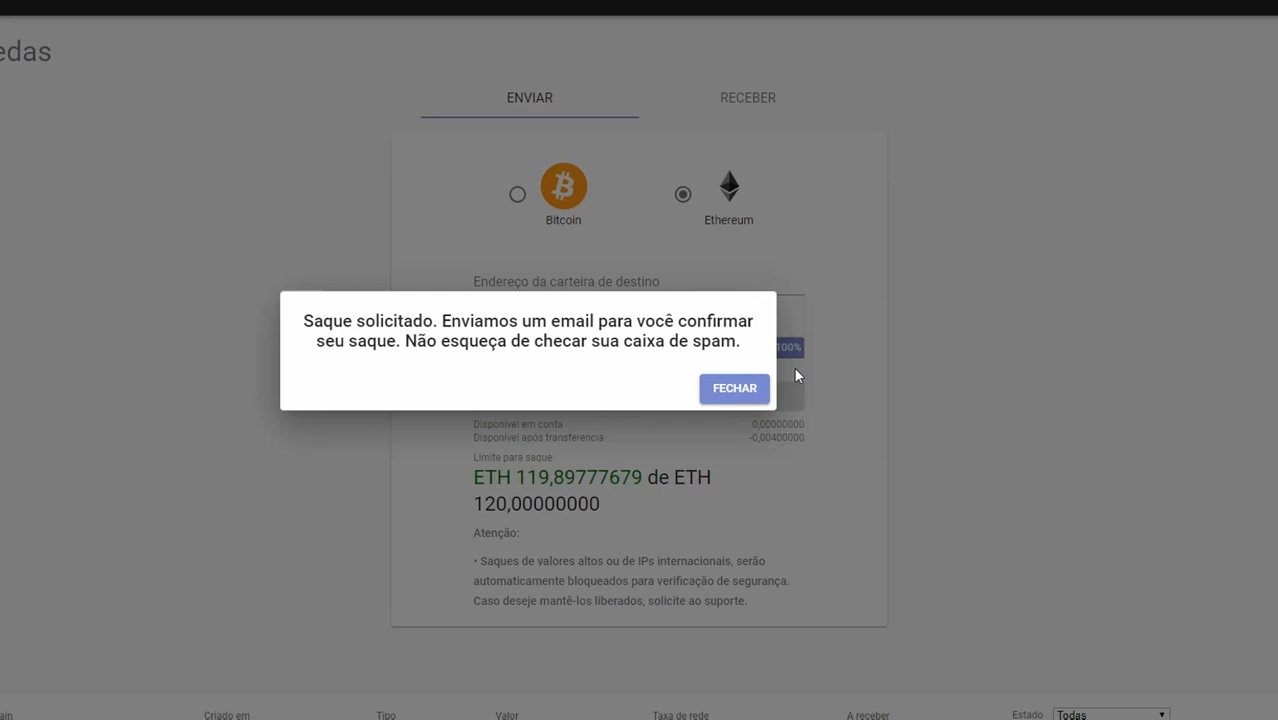 edas
ENVIAR
RECEBER
Bitcoin
Ethereum
Endereço da carteira de destino
Saque solicitado. Enviamos um email para você confirmar
seu saque. Não esqueça de checar sua caixa de spam.
100%
FECHAR
Disponível em conta 0,00000000
Disponível após transferencia -0,00400000
Limite para saque
ETH 119,89777679 de ETH
120,00000000
Atenção:
• Saques de valores altos ou de IPs internacionais, serão
automaticamente bloqueados para verificação de segurança.
Caso deseje mantê-los liberados, solicite ao suporte.
ain Criado em Tipo Valor Taxa de rede A receber Estado Todas